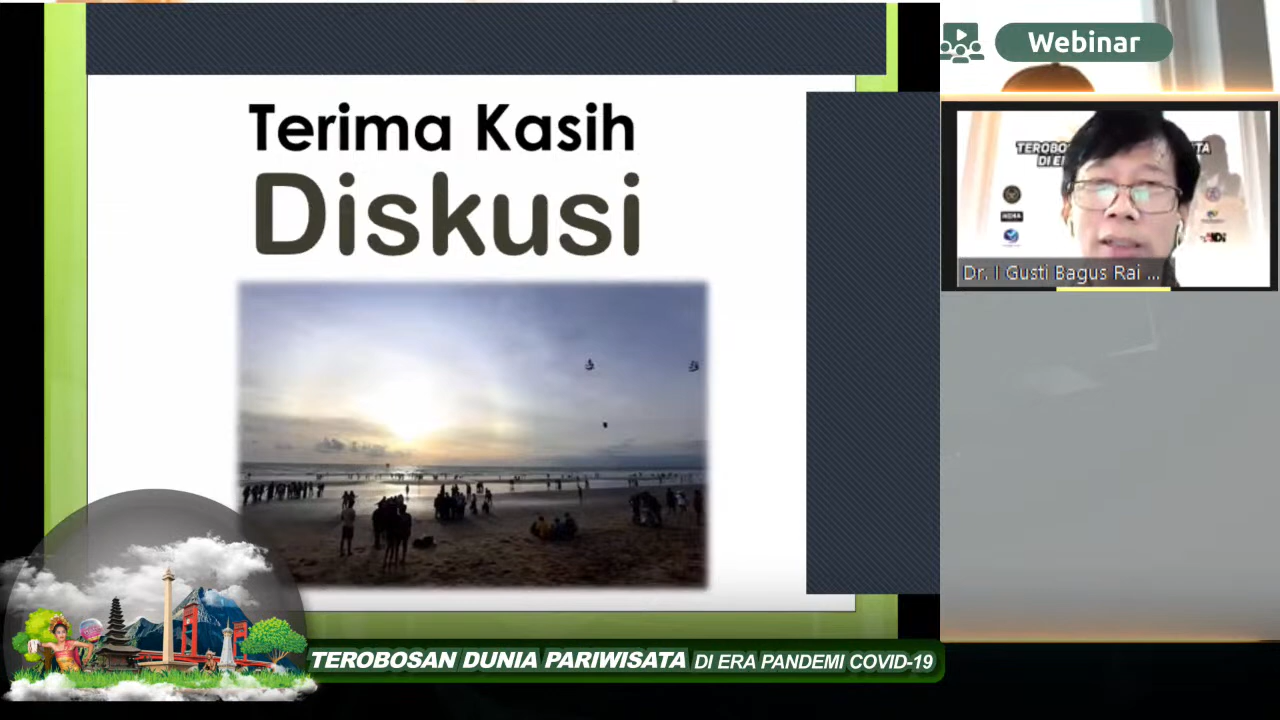 Webinar
Terima Kasih
Diskusi
Dr. I Gusti Bagus Rai ...
TEROBOSAN DUNIA PARIWISATA DI ERA PANDEMI COVID-19